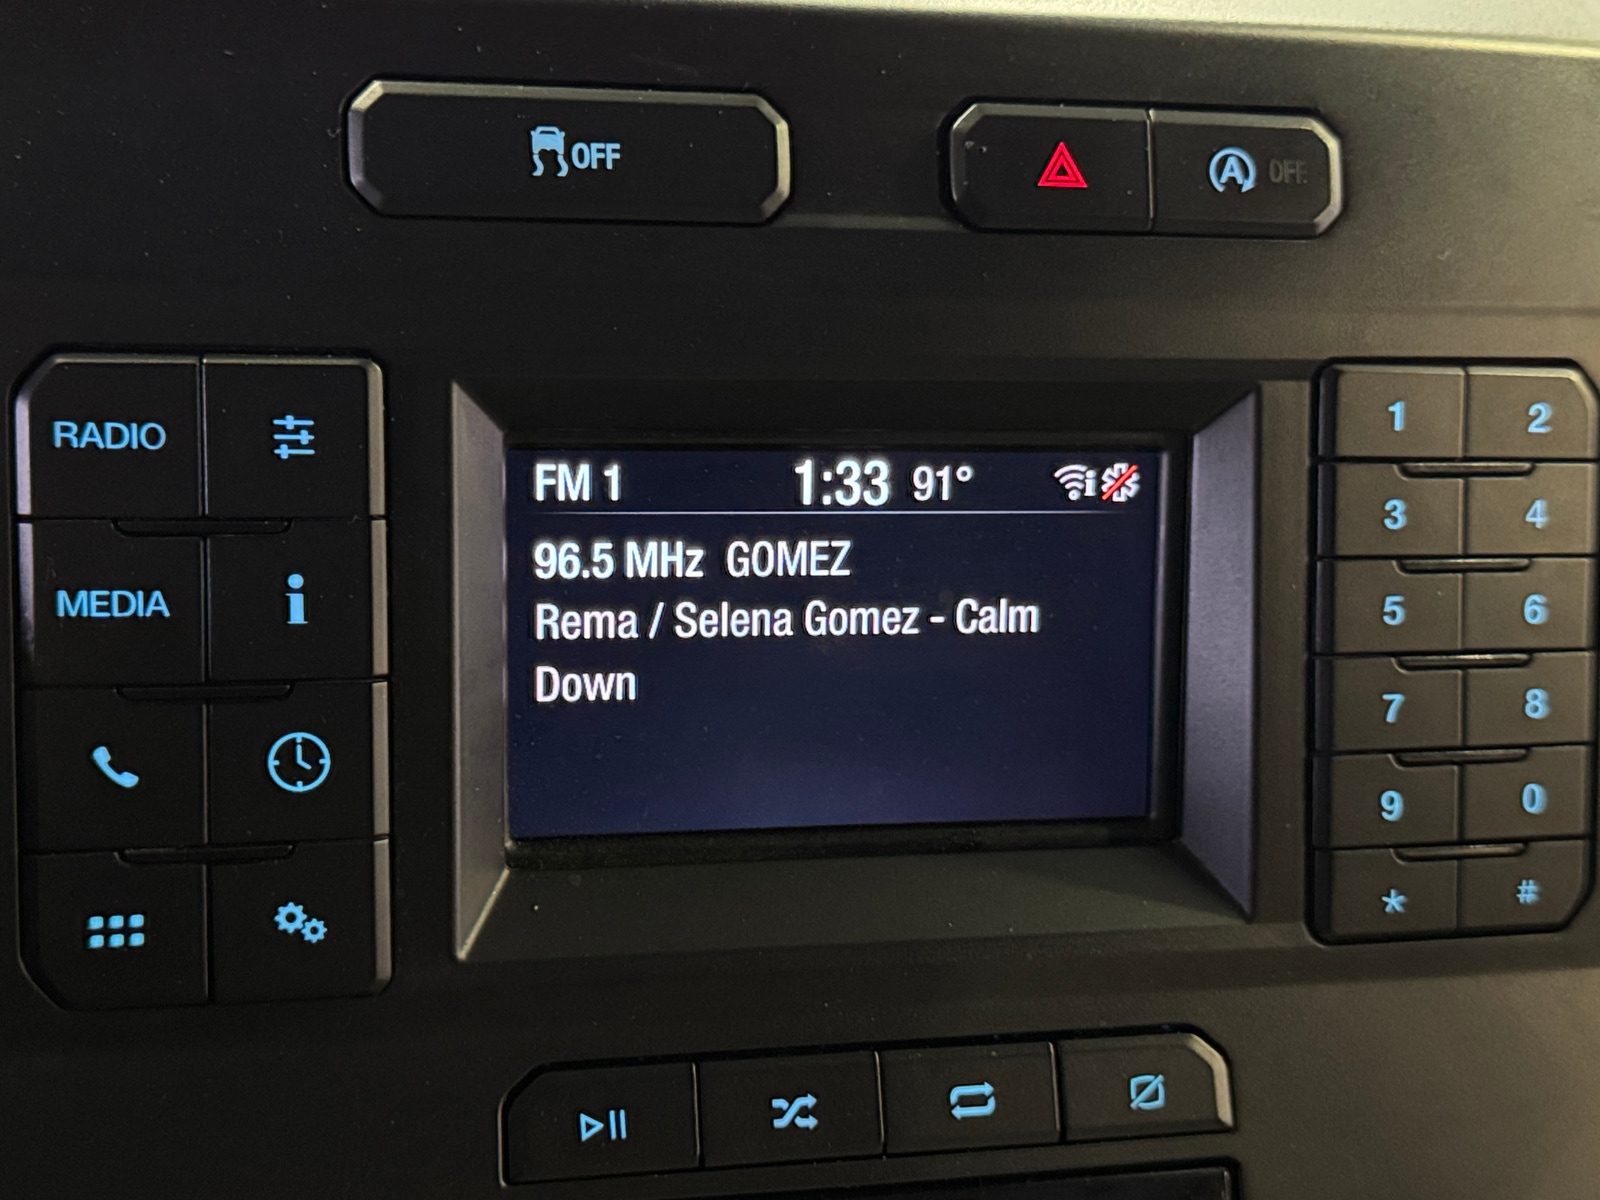 OFF
A OFF
RADIO
MEDIA
FM 1 1:33 91°
96.5 MHz GOMEZ
Rema / Selena Gomez - Calm
Down
1 2
3 4
5 6
7 8
9 0
* #